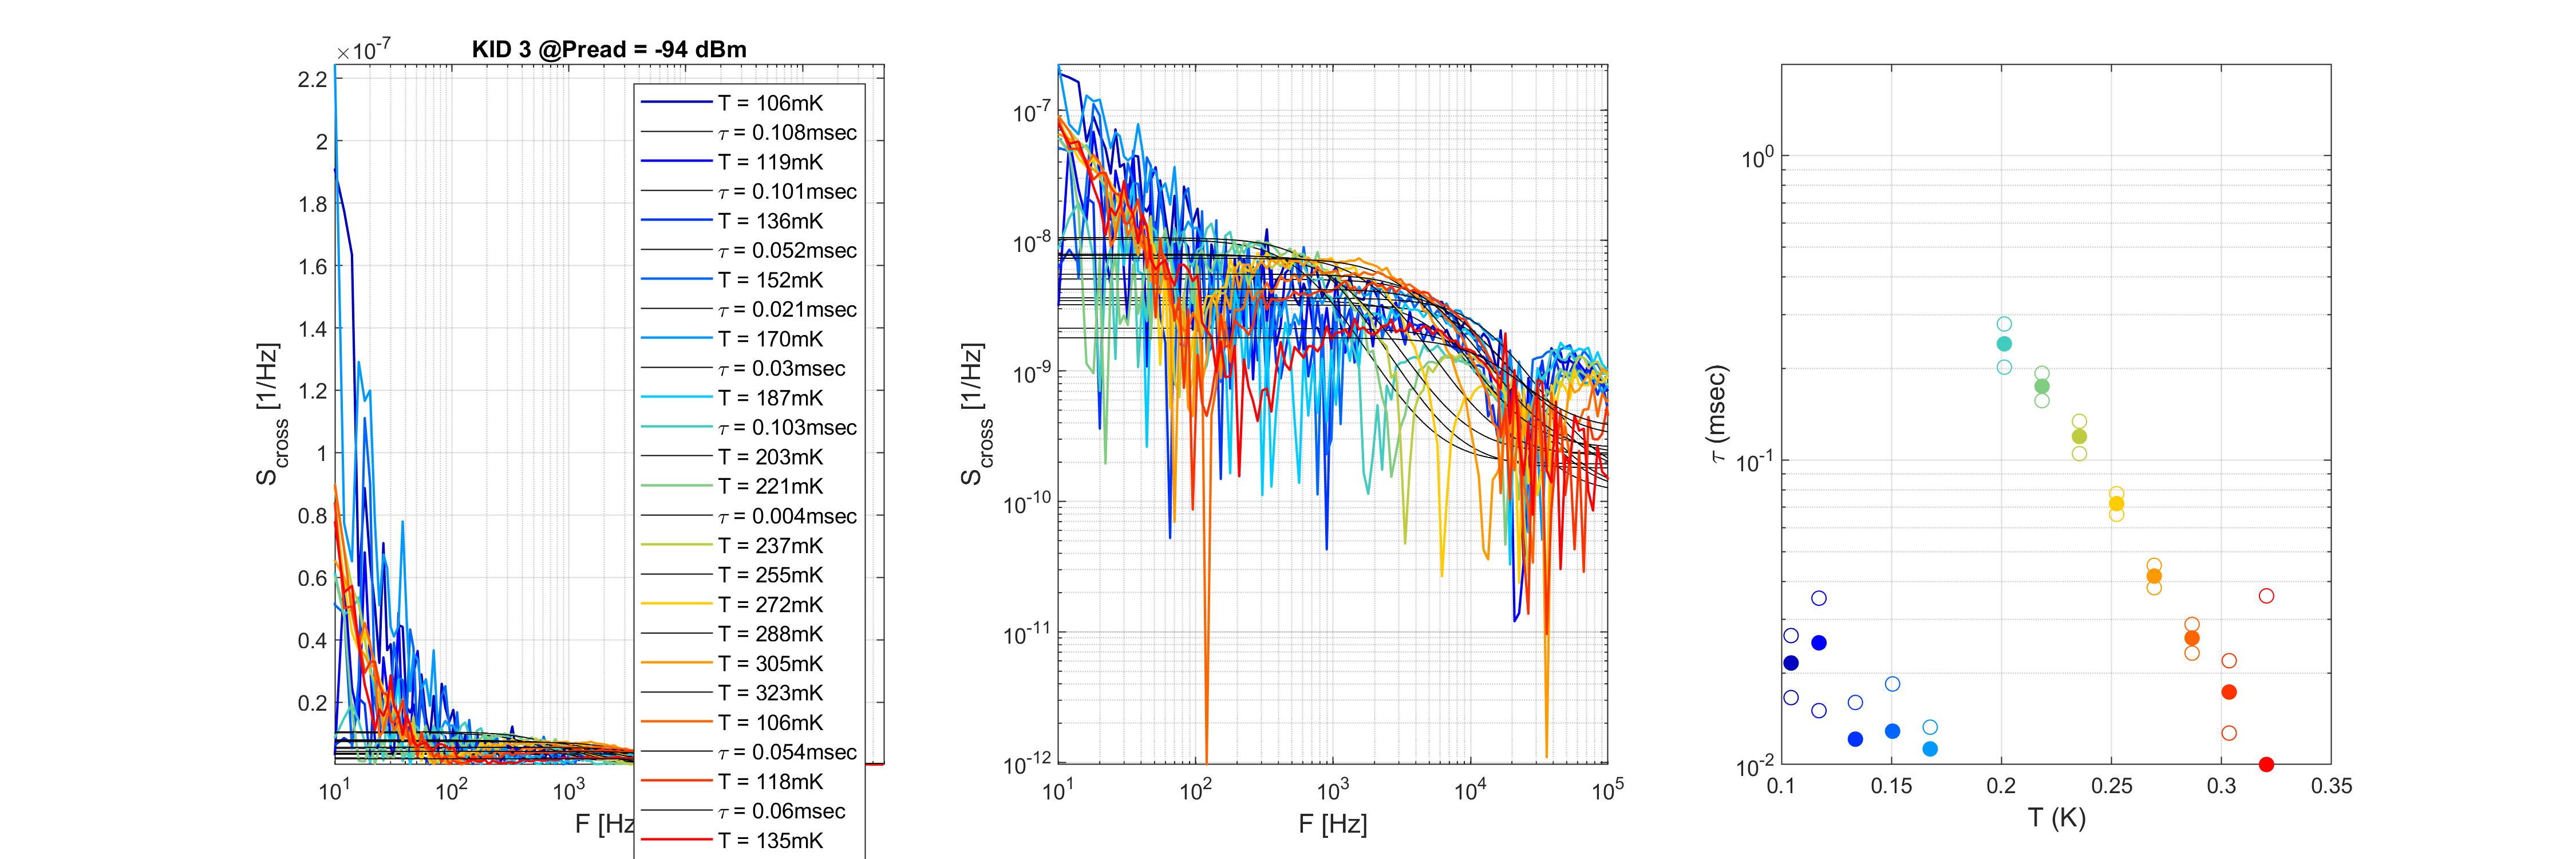 KID 3 @Pread = -94 dBm
×10-7
2.2
2
1.8
1.6
1.4
1.2
1
0.8
0.6
0.4
0.2
Scross [1/Hz]
101
102
103
F [Hz
T = 106mK
τ = 0.108msec
T = 119mK
τ = 0.101msec
T = 136mK
τ = 0.052msec
T = 152mK
τ = 0.021msec
T = 170mK
τ = 0.03msec
T = 187mK
τ = 0.103msec
T = 203mK
T = 221mK
τ = 0.004msec
T = 237mK
T = 255mK
T = 272mK
T = 288mK
T = 305mK
T = 323mK
T = 106mK
τ = 0.054msec
T = 118mK
τ = 0.06msec
T = 135mK
10-7
10-8
10-9
10-10
10-11
10-12
Scross [1/Hz]
101
102
103
104
105
F [Hz]
100
10-1
10-2
τ (msec)
0.1
0.15
0.2
0.25
0.3
0.35
T (K)